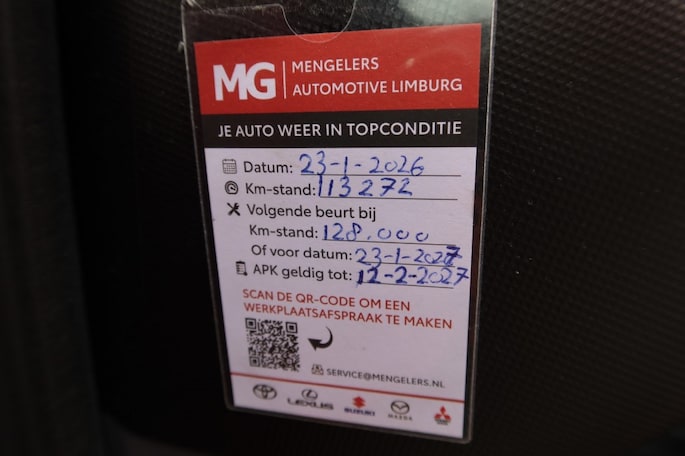 MG MENGELERS
AUTOMOTIVE LIMBURG
JE AUTO WEER IN TOPCONDITIE
Datum: 23-1-2026
Km-stand: 113272
Volgende beurt bij
Km-stand: 128.000
Of voor datum: 23-1-2027
APK geldig tot: 12-2-2027
SCAN DE QR-CODE OM EEN
WERKPLAATSAFSPRAAK TE MAKEN
SERVICE@MENGELERS.NL
LEXUS SUZUKI MAZDA